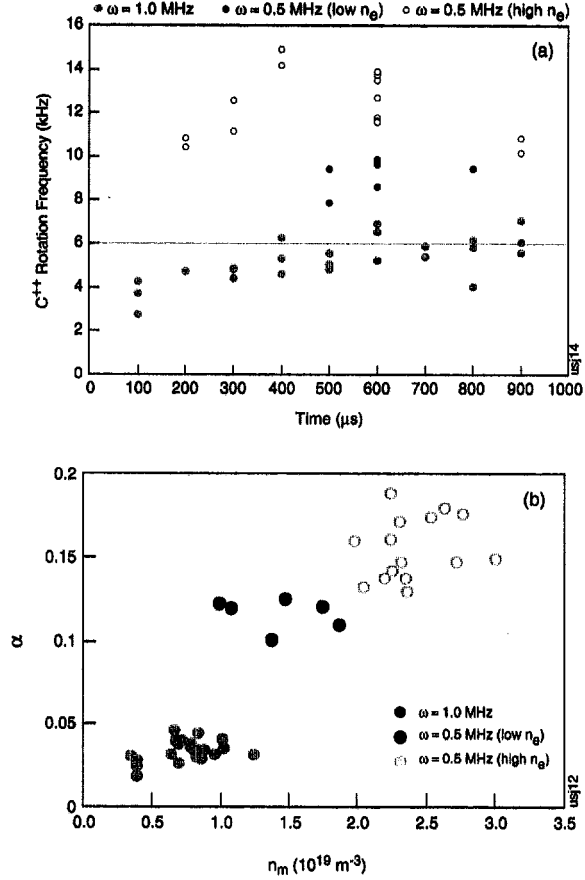 ω = 1.0 MHz ω = 0.5 MHz (low nₑ) ω = 0.5 MHz (high nₑ)
16
(a)
14
12
10
8
6
4
2
0
C⁺⁺ Rotation Frequency (kHz)
0 100 200 300 400 500 600 700 800 900 1000
Time (µs)
usj14
0.2
(b)
0.15
0.1
0.05
0
α
ω = 1.0 MHz
ω = 0.5 MHz (low nₑ)
ω = 0.5 MHz (high nₑ)
0 0.5 1.0 1.5 2.0 2.5 3.0 3.5
nₘ (10¹⁹ m⁻³)
usj12